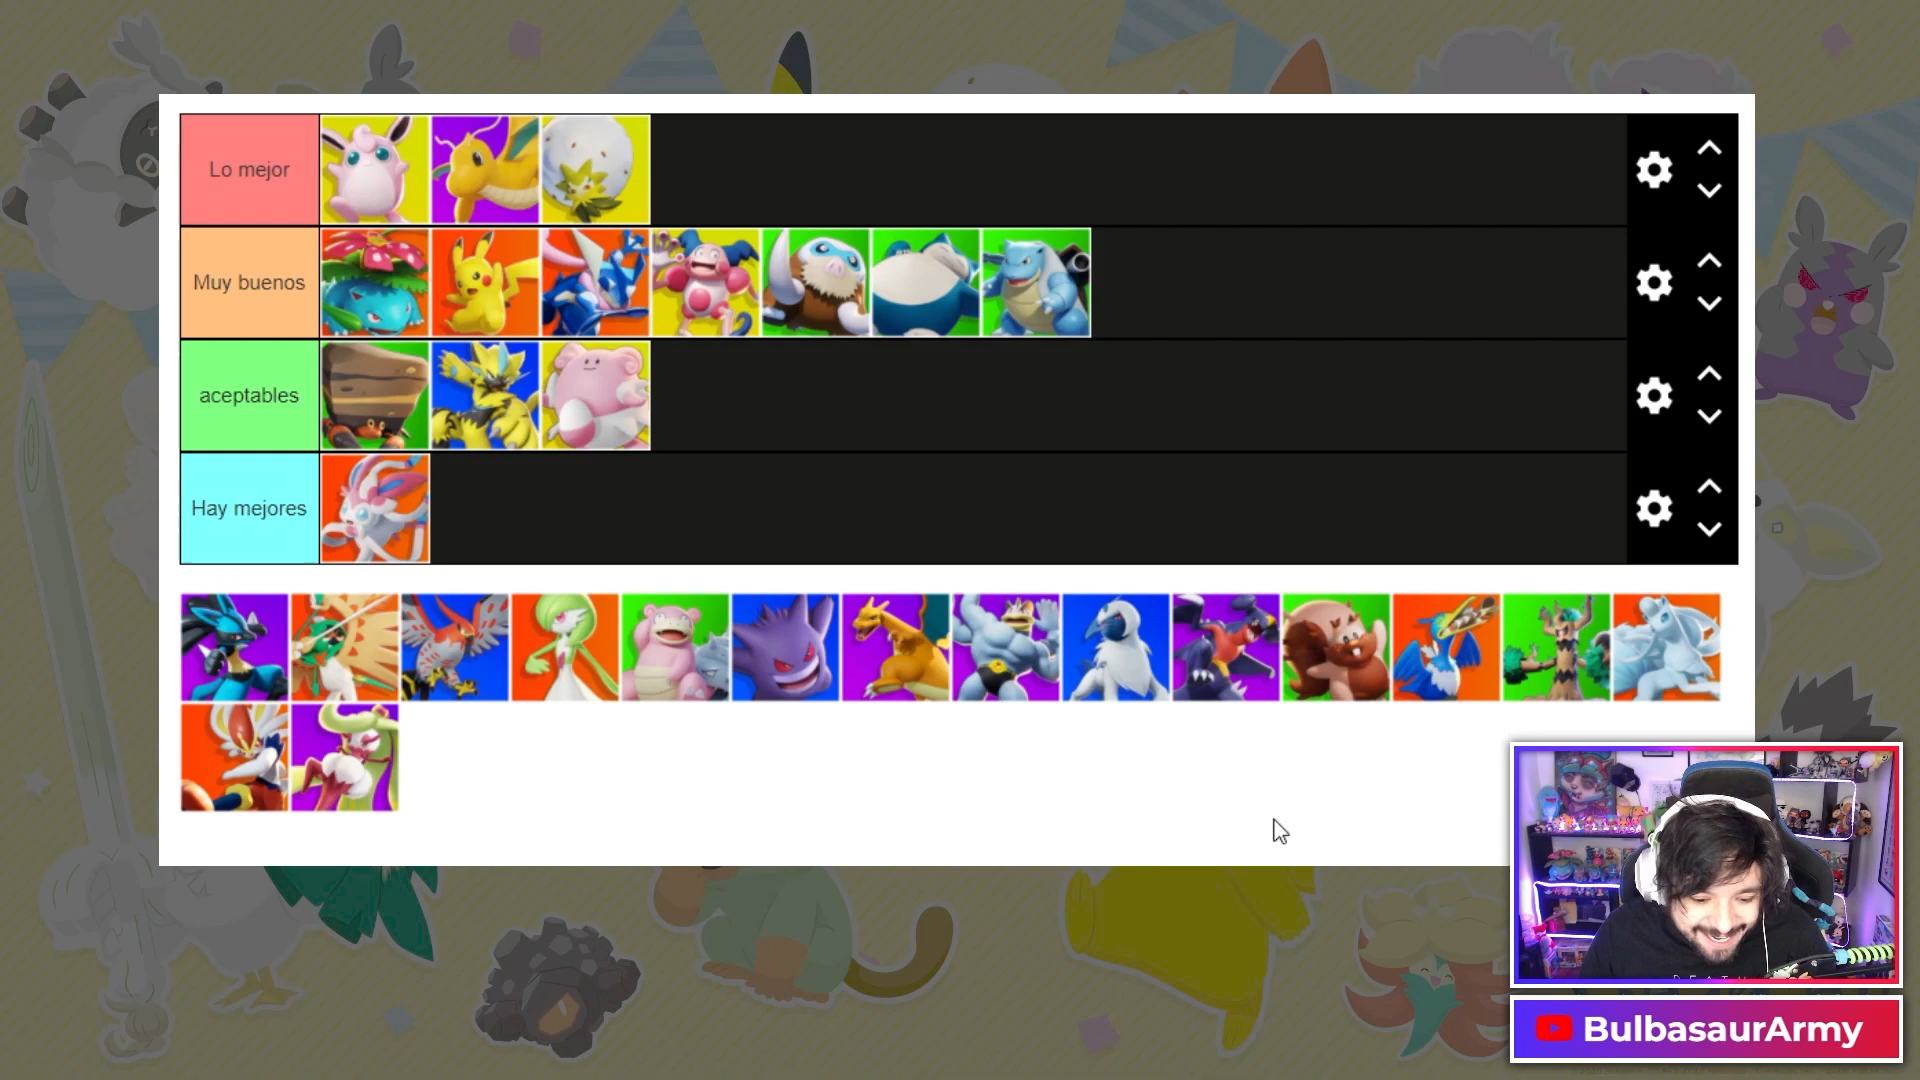 Lo mejor
Muy buenos
aceptables
Hay mejores
BulbasaurArmy